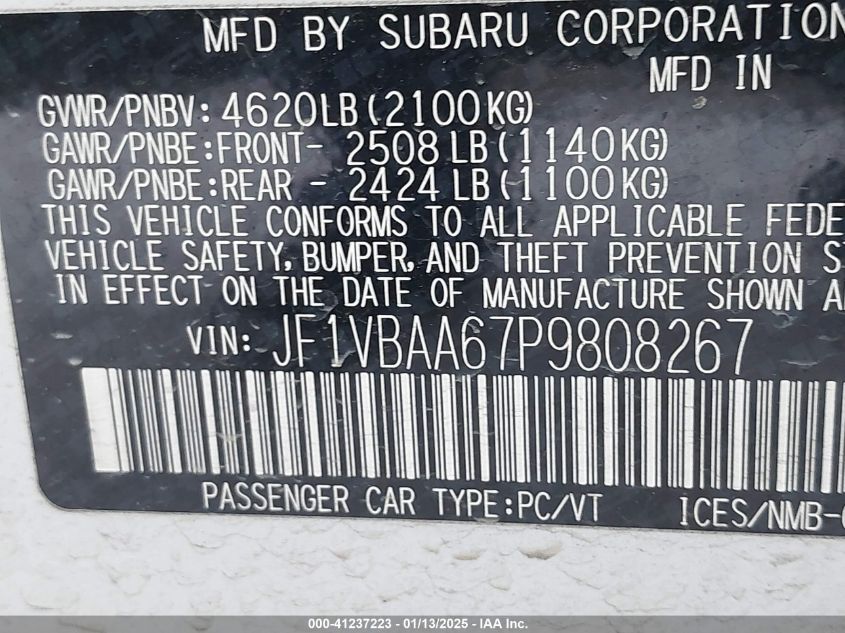 MFD BY SUBARU CORPORATION
MFD IN
GVWR/PNBV: 4620LB (2100KG)
GAWR/PNBE:FRONT- 2508 LB (1140KG)
GAWR/PNBE:REAR - 2424 LB (1100KG)
THIS VEHICLE CONFORMS TO ALL APPLICABLE FEDE
VEHICLE SAFETY, BUMPER, AND THEFT PREVENTION S
IN EFFECT ON THE DATE OF MANUFACTURE SHOWN A
VIN: JF1VBAA67P9808267
PASSENGER CAR TYPE:PC/VT ICES/NMB-
000-41237223 — 01/13/2025 - IAA Inc.